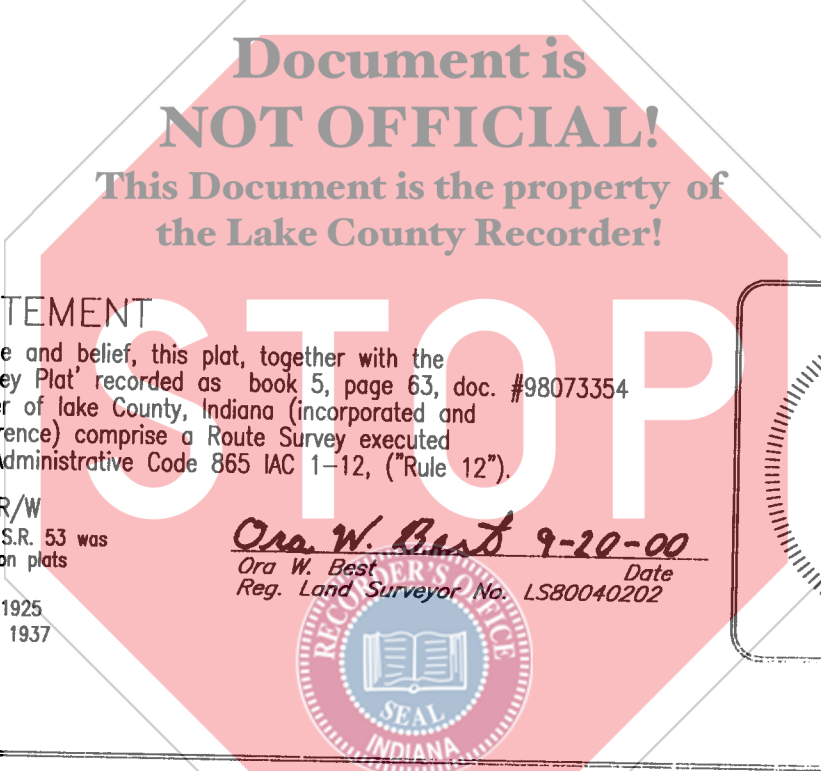 Document is
NOT OFFICIAL!
This Document is the property of
the Lake County Recorder!
STOP
TEMENT
e and belief, this plat, together with the
ey Plat' recorded as book 5, page 63, doc. #98073354
er of lake County, Indiana (incorporated and
rence) comprise a Route Survey executed
Administrative Code 865 IAC 1-12, ("Rule 12").
R/W
S.R. 53 was
on plats
1925
1937
Ora W. Best 9-20-00
Ora W. Best Date
Reg. Land Surveyor No. LS80040202
RECORDER'S OFFICE
SEAL
INDIANA